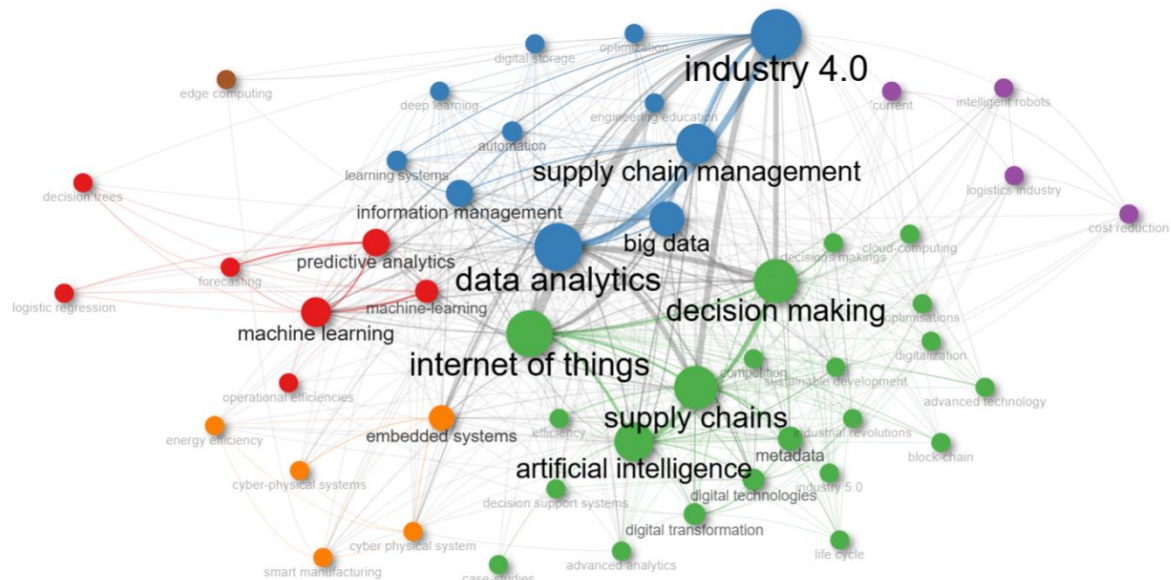 industry 4.0
optimization
digital storage
edge computing
deep learning
current
intelligent robots
engineering education
automation
supply chain management
learning systems
logistics industry
decision trees
information management
cost reduction
big data
decisions makings
cloud-computing
predictive analytics
data analytics
forecasting
logistic regression
machine-learning
decision making
optimisations
machine learning
internet of things
digitalization
competition
sustainable development
operational efficiencies
advanced technology
supply chains
energy efficiency
embedded systems
efficiency
industrial revolutions
block-chain
metadata
artificial intelligence
cyber-physical systems
industry 5.0
digital technologies
decision support systems
digital transformation
cyber physical system
life cycle
advanced analytics
smart manufacturing
case studies